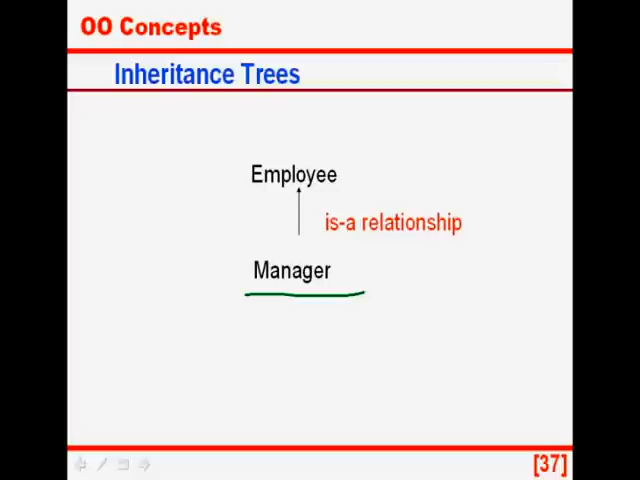 OO Concepts
Inheritance Trees
Employee
is-a relationship
Manager
[37]